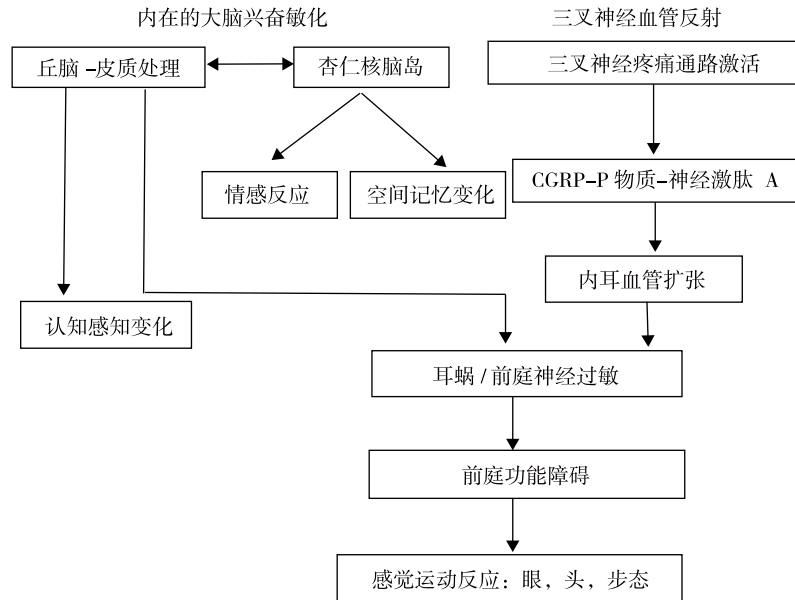 内在的大脑兴奋敏化
三叉神经血管反射
丘脑-皮质处理
杏仁核脑岛
三叉神经疼痛通路激活
情感反应
空间记忆变化
CGRP-P 物质-神经激肽 A
内耳血管扩张
认知感知变化
耳蜗/前庭神经过敏
前庭功能障碍
感觉运动反应：眼，头，步态